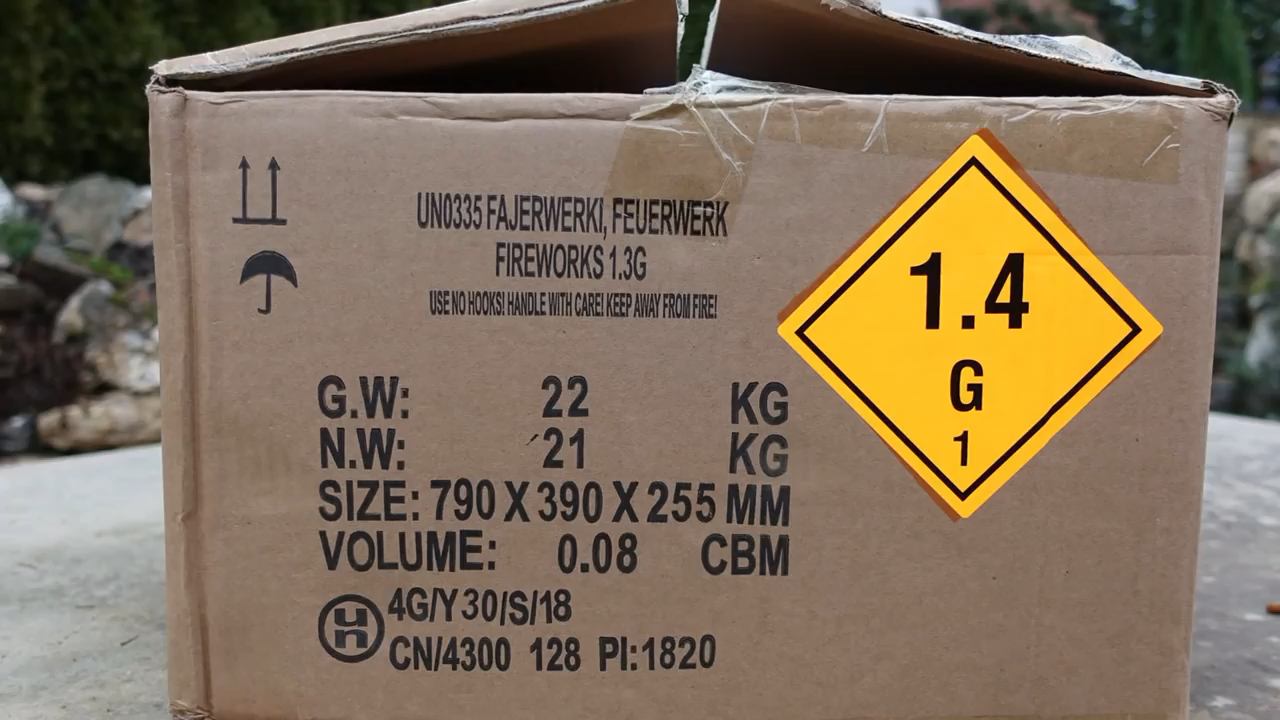 UN0335 FAJERWERKI, FEUERWERK
FIREWORKS 1.3G
USE NO HOOKS! HANDLE WITH CARE! KEEP AWAY FROM FIRE!
1.4
G
1
G.W: 22 KG
N.W: 21 KG
SIZE: 790 X 390 X 255 MM
VOLUME: 0.08 CBM
un 4G/Y30/S/18
CN/4300 128 PI:1820